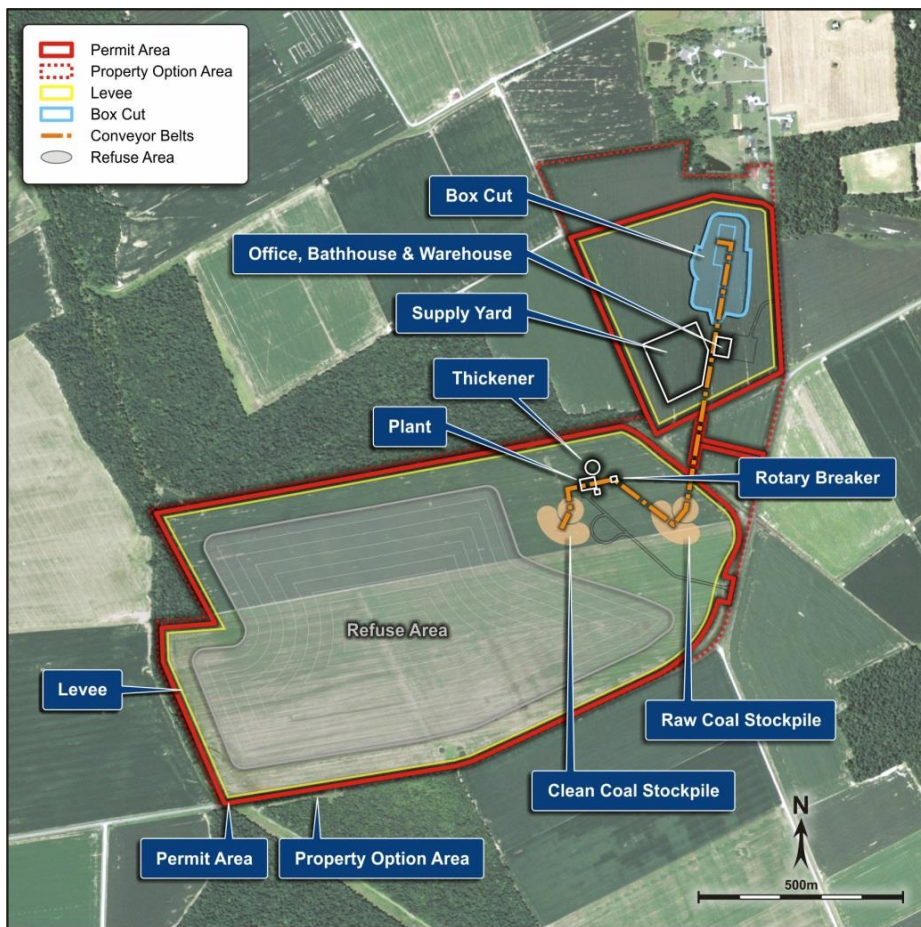 Permit Area
Property Option Area
Levee
Box Cut
Conveyor Belts
Refuse Area
Box Cut
Office, Bathhouse & Warehouse
Supply Yard
Thickener
Plant
Rotary Breaker
Refuse Area
Levee
Raw Coal Stockpile
Clean Coal Stockpile
Permit Area
Property Option Area
N
500m